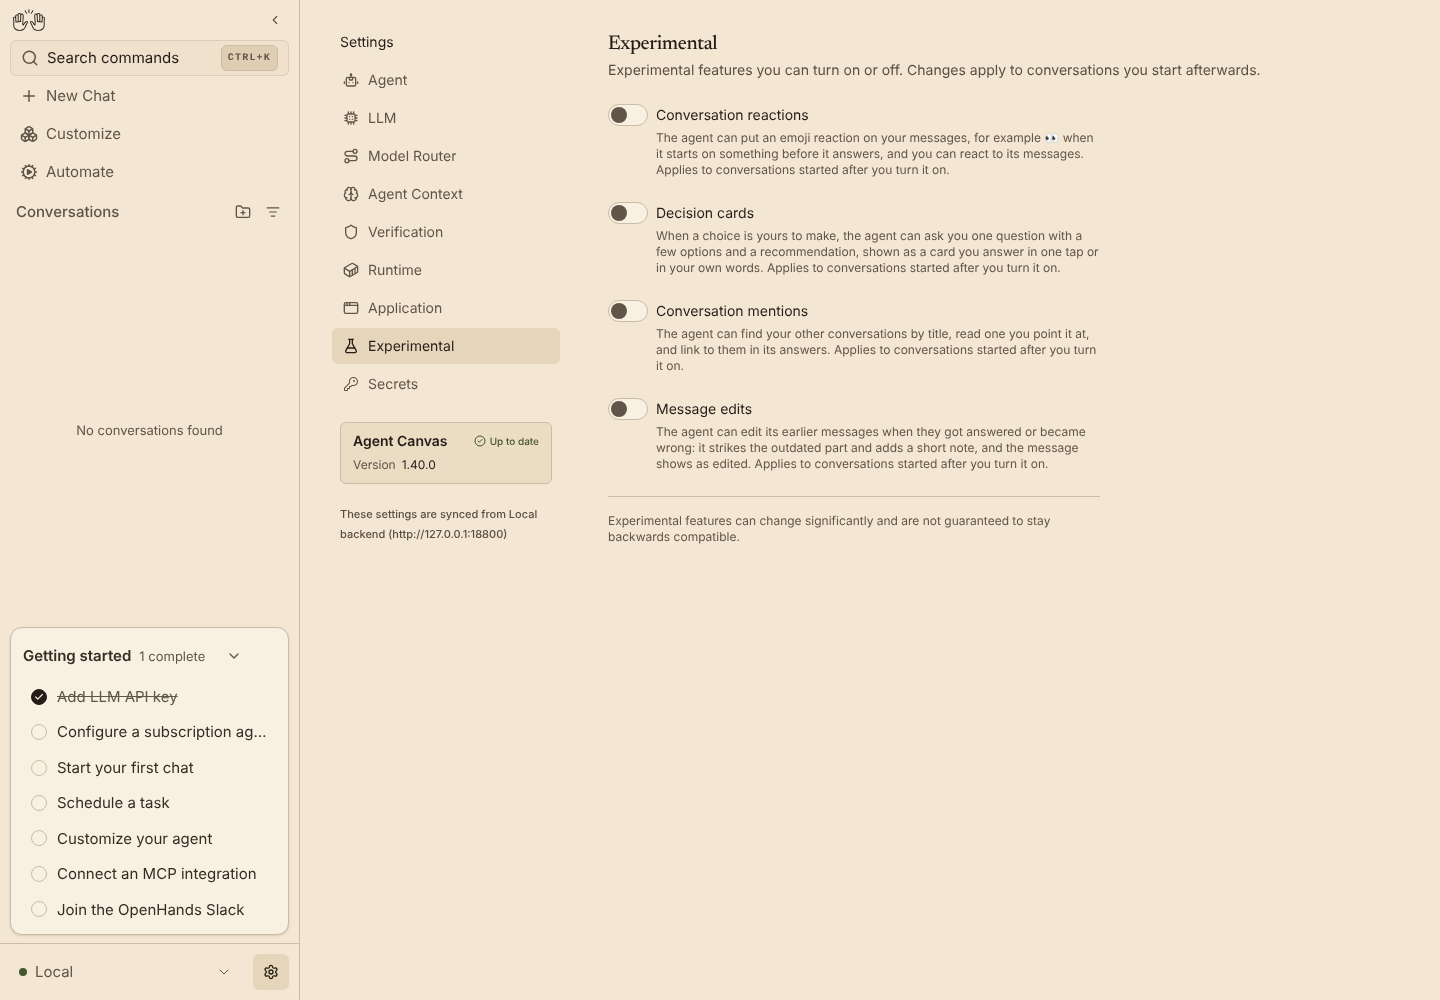 Search commands
CTRL+K
New Chat
Customize
Automate
Conversations
No conversations found
Getting started 1 complete
Add LLM API key
Configure a subscription ag...
Start your first chat
Schedule a task
Customize your agent
Connect an MCP integration
Join the OpenHands Slack
Local
Settings
Agent
LLM
Model Router
Agent Context
Verification
Runtime
Application
Experimental
Secrets
Agent Canvas
Up to date
Version 1.40.0
These settings are synced from Local
backend (http://127.0.0.1:18800)
Experimental
Experimental features you can turn on or off. Changes apply to conversations you start afterwards.
Conversation reactions
The agent can put an emoji reaction on your messages, for example 👀 when
it starts on something before it answers, and you can react to its messages.
Applies to conversations started after you turn it on.
Decision cards
When a choice is yours to make, the agent can ask you one question with a
few options and a recommendation, shown as a card you answer in one tap or
in your own words. Applies to conversations started after you turn it on.
Conversation mentions
The agent can find your other conversations by title, read one you point it at,
and link to them in its answers. Applies to conversations started after you turn
it on.
Message edits
The agent can edit its earlier messages when they got answered or became
wrong: it strikes the outdated part and adds a short note, and the message
shows as edited. Applies to conversations started after you turn it on.
Experimental features can change significantly and are not guaranteed to stay
backwards compatible.